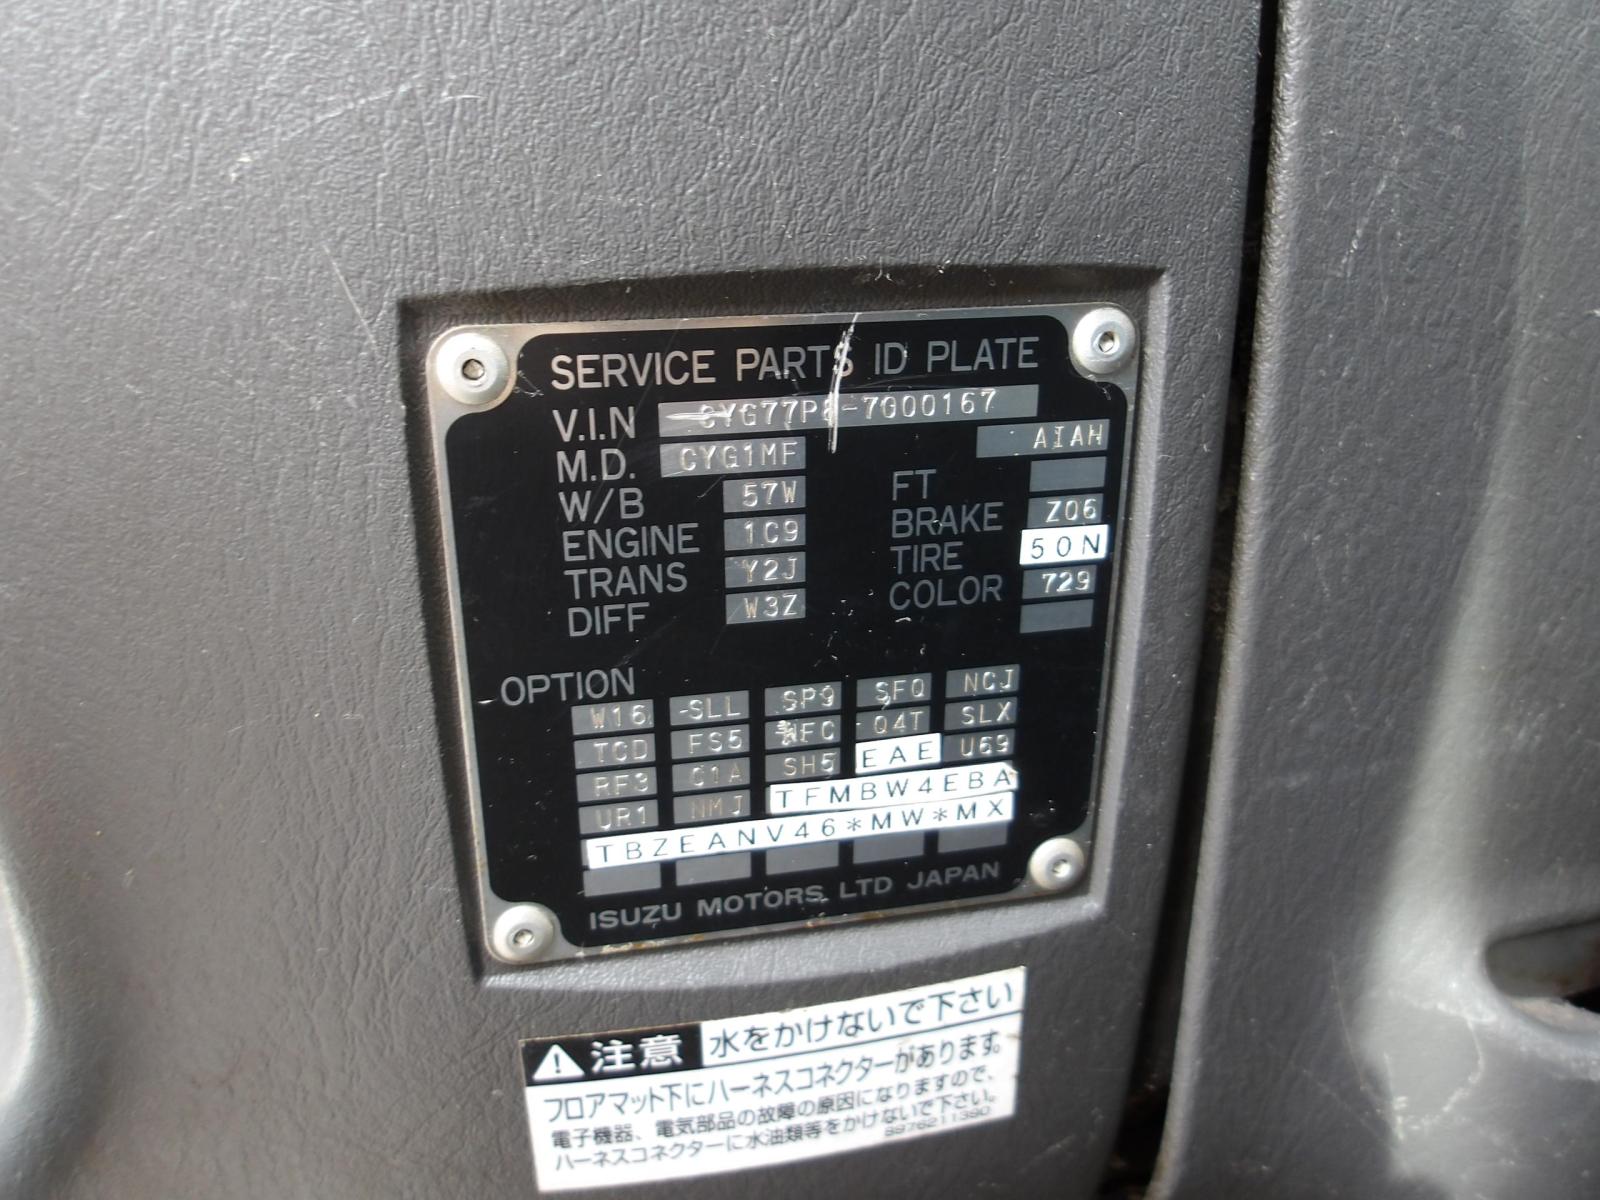 SERVICE PARTS ID PLATE
V.I.N CYG77P8-7000167
M.D. CYG1MF AIAH
W/B 57W FT
ENGINE 1C9 BRAKE Z06
TRANS Y2J TIRE 50N
DIFF W3Z COLOR 729
OPTION
W16 SLL SP9 SFQ NCJ
TCD FS5 WFC Q4T SLX
RF3 C1A SH5 EAE U69
UR1 NMJ TFMBW4EBA
TBZEANV46*MW*MX
ISUZU MOTORS LTD JAPAN
注意 水をかけないで下さい
フロアマット下にハーネスコネクターがあります。
電子機器、電気部品の故障の原因になりますので、
ハーネスコネクターに水油類等をかけないで下さい。
8976211390